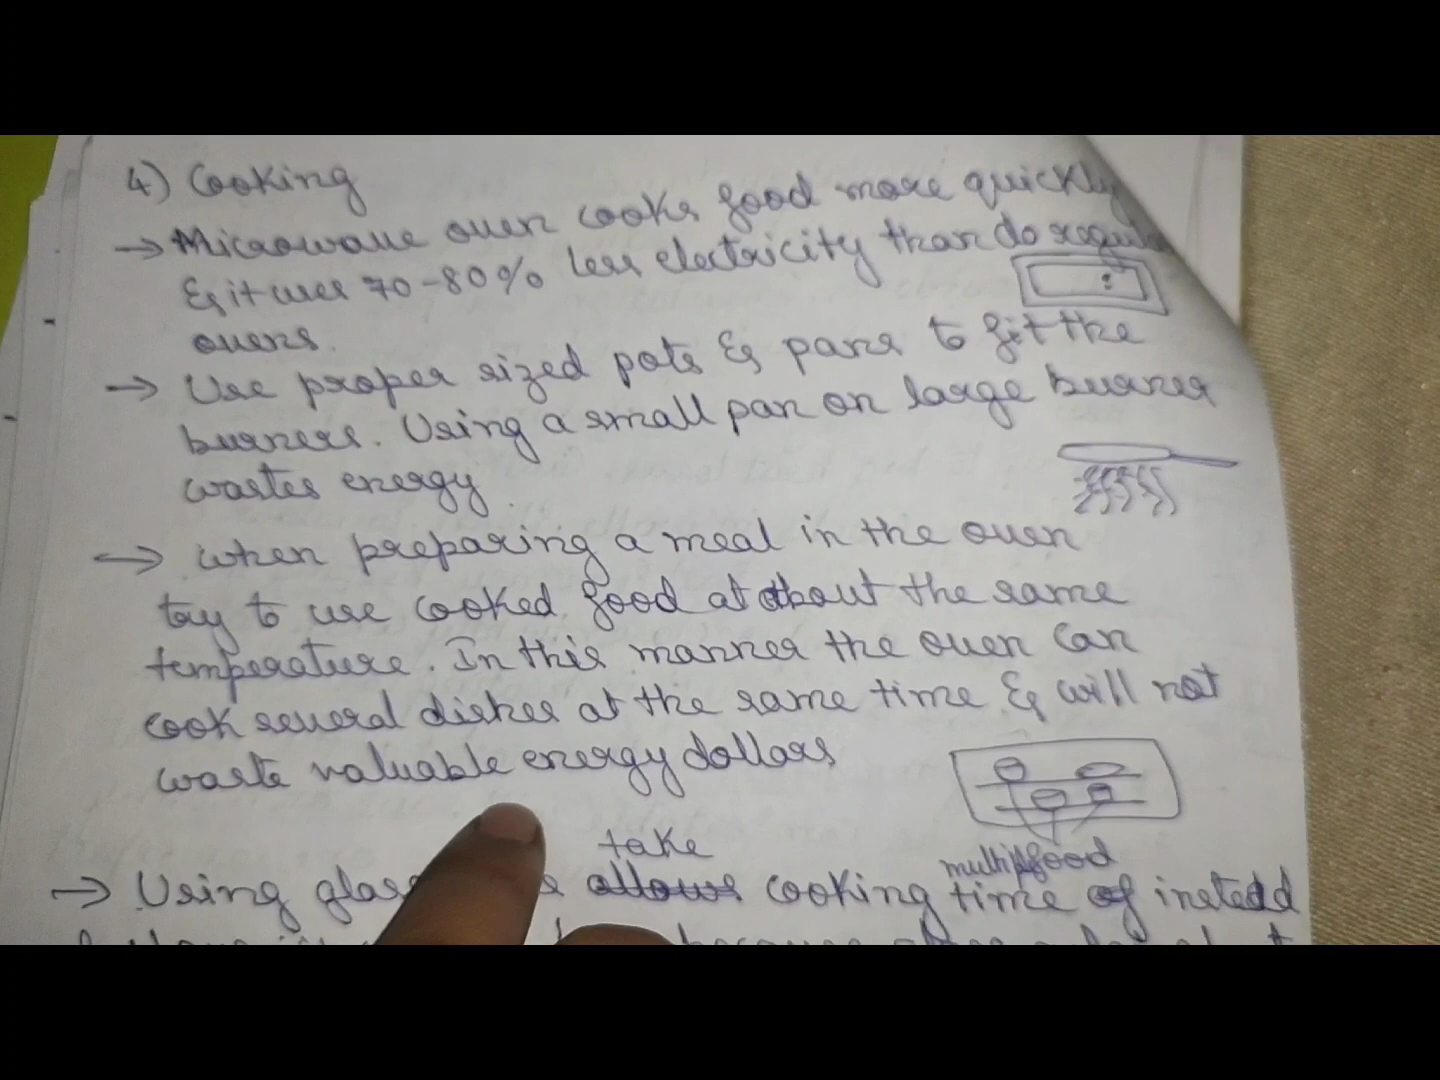 4) Cooking
→ Microwave oven cooks food more quickly
& it uses 70-80% less electricity than do
ovens.
→ Use proper sized pots & pans to fit the
burners. Using a small pan on large burner
wastes energy.
→ when preparing a meal in the oven
try to use cooked food at about the same
temperature. In this manner the oven can
cook several dishes at the same time & will not
waste valuable energy dollars
multiple food
take
→ Using cooking time instedd